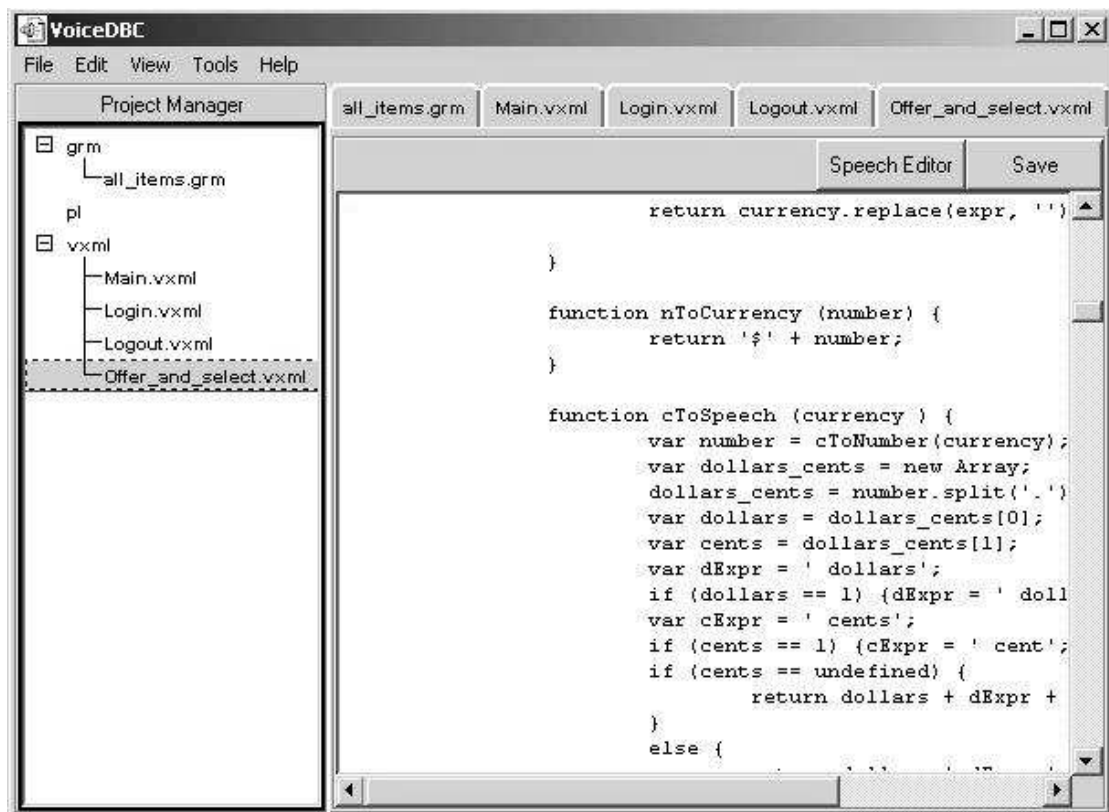 VoiceDBC
File Edit View Tools Help
Project Manager
grm
all_items.grm
pl
vxml
Main.vxml
Login.vxml
Logout.vxml
Offer_and_select.vxml
all_items.grm Main.vxml Login.vxml Logout.vxml Offer_and_select.vxml
Speech Editor Save
return currency.replace(expr, '')
}
function nToCurrency (number) {
return '$' + number;
}
function cToSpeech (currency ) {
var number = cToNumber(currency);
var dollars_cents = new Array;
dollars_cents = number.split('.')
var dollars = dollars_cents[0];
var cents = dollars_cents[1];
var dExpr = ' dollars';
if (dollars == 1) {dExpr = ' doll
var cExpr = ' cents';
if (cents == 1) {cExpr = ' cent';
if (cents == undefined) {
return dollars + dExpr +
}
else {